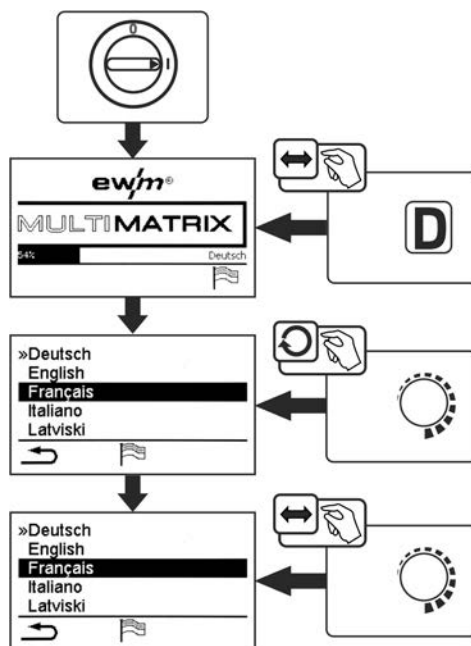 0
I
ewm®
MULTIMATRIX
54% Deutsch
D
»Deutsch
English
Français
Italiano
Latviski
»Deutsch
English
Français
Italiano
Latviski